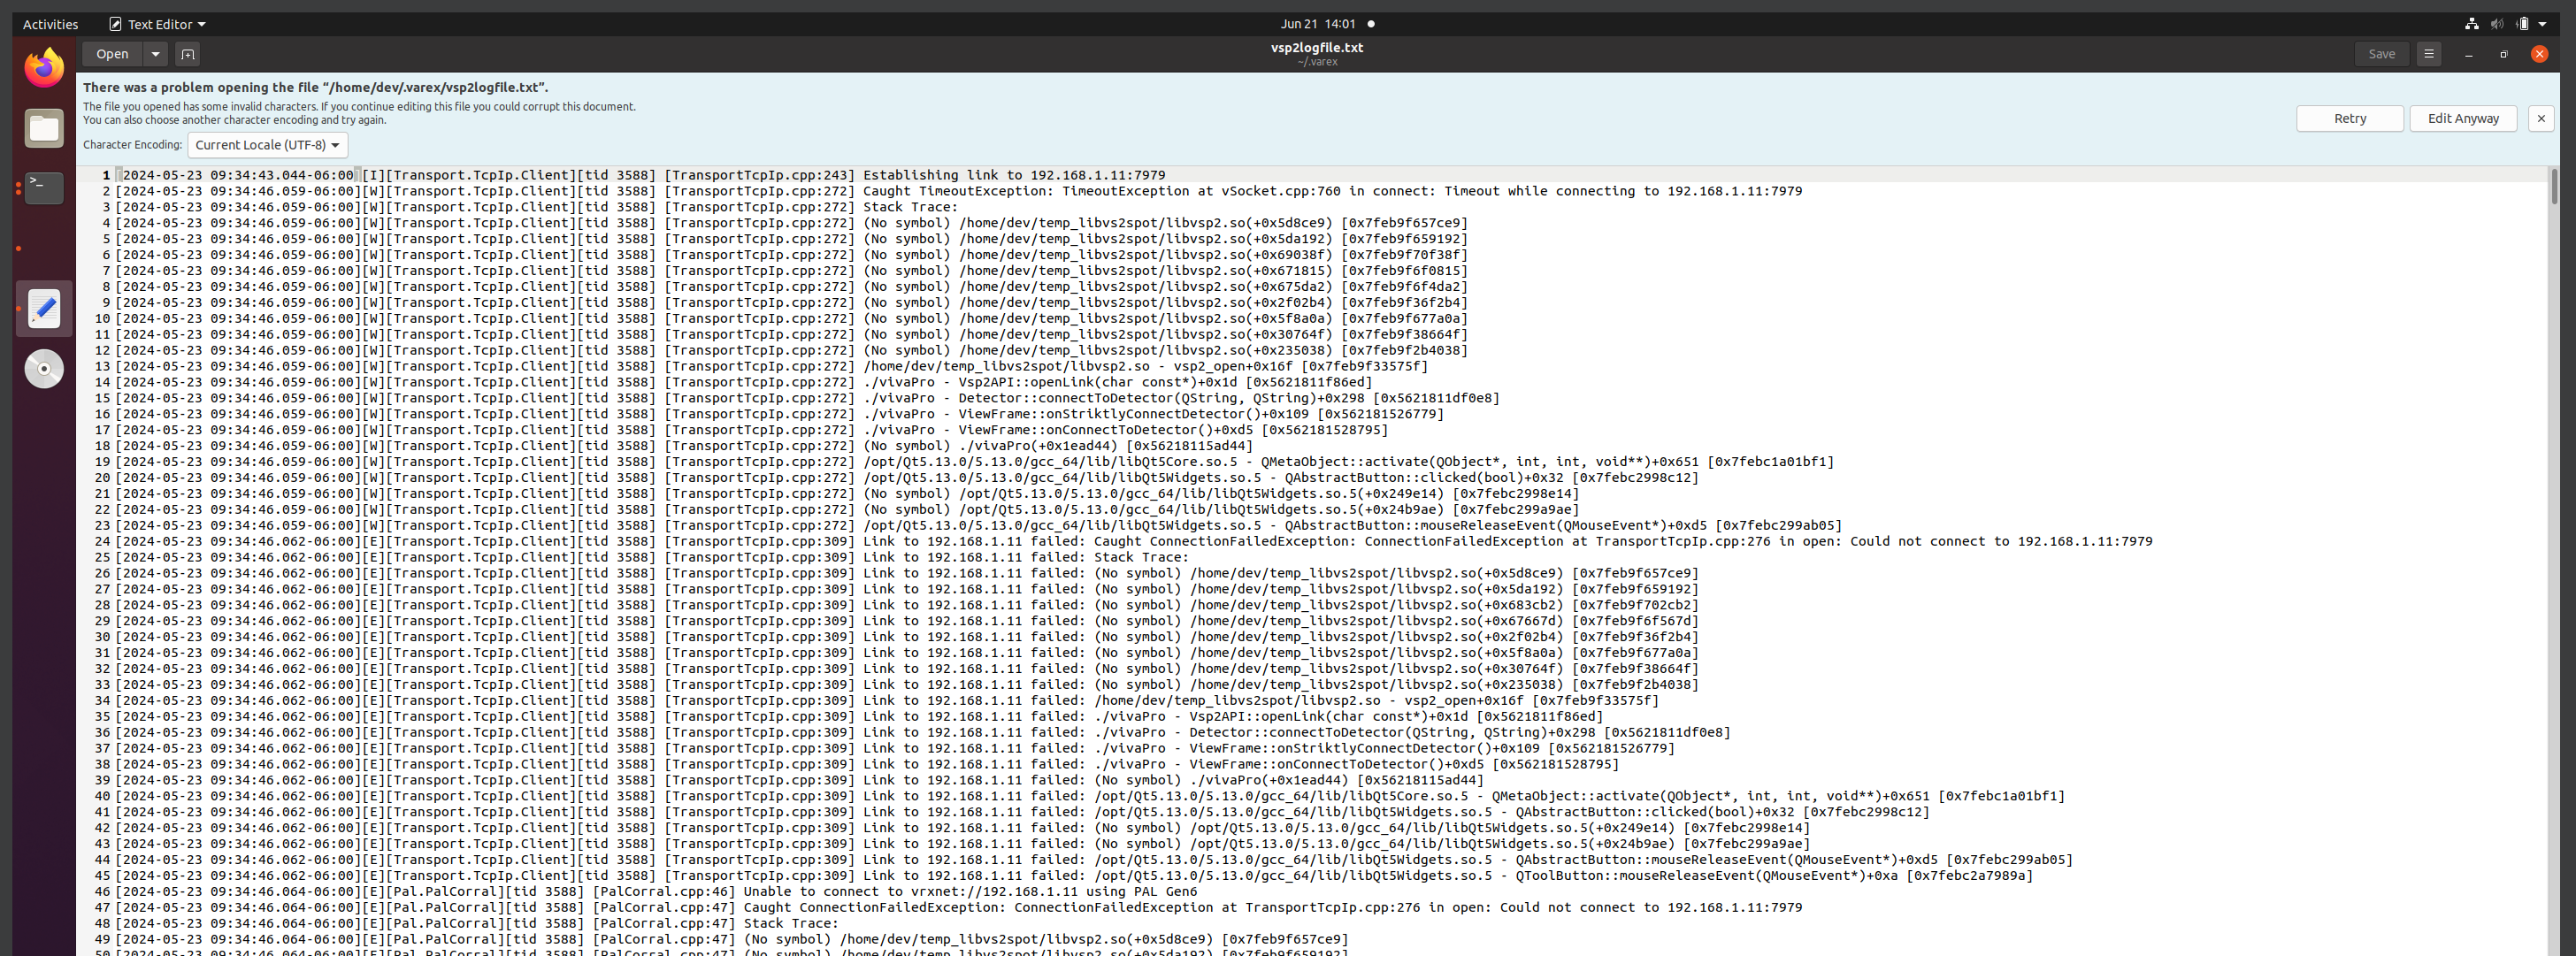 Activities Text Editor Jun 21 14:01
Open vsp2logfile.txt Save
~/.varex
There was a problem opening the file “/home/dev/.varex/vsp2logfile.txt”.
The file you opened has some invalid characters. If you continue editing this file you could corrupt this document.
You can also choose another character encoding and try again.
Retry Edit Anyway
Character Encoding: Current Locale (UTF-8)
1 [2024-05-23 09:34:43.044-06:00][I][Transport.TcpIp.Client][tid 3588] [TransportTcpIp.cpp:243] Establishing link to 192.168.1.11:7979
2 [2024-05-23 09:34:46.059-06:00][W][Transport.TcpIp.Client][tid 3588] [TransportTcpIp.cpp:272] Caught TimeoutException: TimeoutException at vSocket.cpp:760 in connect: Timeout while connecting to 192.168.1.11:7979
3 [2024-05-23 09:34:46.059-06:00][W][Transport.TcpIp.Client][tid 3588] [TransportTcpIp.cpp:272] Stack Trace:
4 [2024-05-23 09:34:46.059-06:00][W][Transport.TcpIp.Client][tid 3588] [TransportTcpIp.cpp:272] (No symbol) /home/dev/temp_libvs2spot/libvsp2.so(+0x5d8ce9) [0x7feb9f657ce9]
5 [2024-05-23 09:34:46.059-06:00][W][Transport.TcpIp.Client][tid 3588] [TransportTcpIp.cpp:272] (No symbol) /home/dev/temp_libvs2spot/libvsp2.so(+0x5da192) [0x7feb9f659192]
6 [2024-05-23 09:34:46.059-06:00][W][Transport.TcpIp.Client][tid 3588] [TransportTcpIp.cpp:272] (No symbol) /home/dev/temp_libvs2spot/libvsp2.so(+0x69038f) [0x7feb9f70f38f]
7 [2024-05-23 09:34:46.059-06:00][W][Transport.TcpIp.Client][tid 3588] [TransportTcpIp.cpp:272] (No symbol) /home/dev/temp_libvs2spot/libvsp2.so(+0x671815) [0x7feb9f6f0815]
8 [2024-05-23 09:34:46.059-06:00][W][Transport.TcpIp.Client][tid 3588] [TransportTcpIp.cpp:272] (No symbol) /home/dev/temp_libvs2spot/libvsp2.so(+0x675da2) [0x7feb9f6f4da2]
9 [2024-05-23 09:34:46.059-06:00][W][Transport.TcpIp.Client][tid 3588] [TransportTcpIp.cpp:272] (No symbol) /home/dev/temp_libvs2spot/libvsp2.so(+0x2f02b4) [0x7feb9f36f2b4]
10 [2024-05-23 09:34:46.059-06:00][W][Transport.TcpIp.Client][tid 3588] [TransportTcpIp.cpp:272] (No symbol) /home/dev/temp_libvs2spot/libvsp2.so(+0x5f8a0a) [0x7feb9f677a0a]
11 [2024-05-23 09:34:46.059-06:00][W][Transport.TcpIp.Client][tid 3588] [TransportTcpIp.cpp:272] (No symbol) /home/dev/temp_libvs2spot/libvsp2.so(+0x30764f) [0x7feb9f38664f]
12 [2024-05-23 09:34:46.059-06:00][W][Transport.TcpIp.Client][tid 3588] [TransportTcpIp.cpp:272] (No symbol) /home/dev/temp_libvs2spot/libvsp2.so(+0x235038) [0x7feb9f2b4038]
13 [2024-05-23 09:34:46.059-06:00][W][Transport.TcpIp.Client][tid 3588] [TransportTcpIp.cpp:272] /home/dev/temp_libvs2spot/libvsp2.so - vsp2_open+0x16f [0x7feb9f33575f]
14 [2024-05-23 09:34:46.059-06:00][W][Transport.TcpIp.Client][tid 3588] [TransportTcpIp.cpp:272] ./vivaPro - Vsp2API::openLink(char const*)+0x1d [0x5621811f86ed]
15 [2024-05-23 09:34:46.059-06:00][W][Transport.TcpIp.Client][tid 3588] [TransportTcpIp.cpp:272] ./vivaPro - Detector::connectToDetector(QString, QString)+0x298 [0x5621811df0e8]
16 [2024-05-23 09:34:46.059-06:00][W][Transport.TcpIp.Client][tid 3588] [TransportTcpIp.cpp:272] ./vivaPro - ViewFrame::onStriktlyConnectDetector()+0x109 [0x562181526779]
17 [2024-05-23 09:34:46.059-06:00][W][Transport.TcpIp.Client][tid 3588] [TransportTcpIp.cpp:272] ./vivaPro - ViewFrame::onConnectToDetector()+0xd5 [0x562181528795]
18 [2024-05-23 09:34:46.059-06:00][W][Transport.TcpIp.Client][tid 3588] [TransportTcpIp.cpp:272] (No symbol) ./vivaPro(+0x1ead44) [0x56218115ad44]
19 [2024-05-23 09:34:46.059-06:00][W][Transport.TcpIp.Client][tid 3588] [TransportTcpIp.cpp:272] /opt/Qt5.13.0/5.13.0/gcc_64/lib/libQt5Core.so.5 - QMetaObject::activate(QObject*, int, int, void**)+0x651 [0x7febc1a01bf1]
20 [2024-05-23 09:34:46.059-06:00][W][Transport.TcpIp.Client][tid 3588] [TransportTcpIp.cpp:272] /opt/Qt5.13.0/5.13.0/gcc_64/lib/libQt5Widgets.so.5 - QAbstractButton::clicked(bool)+0x32 [0x7febc2998c12]
21 [2024-05-23 09:34:46.059-06:00][W][Transport.TcpIp.Client][tid 3588] [TransportTcpIp.cpp:272] (No symbol) /opt/Qt5.13.0/5.13.0/gcc_64/lib/libQt5Widgets.so.5(+0x249e14) [0x7febc2998e14]
22 [2024-05-23 09:34:46.059-06:00][W][Transport.TcpIp.Client][tid 3588] [TransportTcpIp.cpp:272] (No symbol) /opt/Qt5.13.0/5.13.0/gcc_64/lib/libQt5Widgets.so.5(+0x24b9ae) [0x7febc299a9ae]
23 [2024-05-23 09:34:46.059-06:00][W][Transport.TcpIp.Client][tid 3588] [TransportTcpIp.cpp:272] /opt/Qt5.13.0/5.13.0/gcc_64/lib/libQt5Widgets.so.5 - QAbstractButton::mouseReleaseEvent(QMouseEvent*)+0xd5 [0x7febc299ab05]
24 [2024-05-23 09:34:46.062-06:00][E][Transport.TcpIp.Client][tid 3588] [TransportTcpIp.cpp:309] Link to 192.168.1.11 failed: Caught ConnectionFailedException: ConnectionFailedException at TransportTcpIp.cpp:276 in open: Could not connect to 192.168.1.11:7979
25 [2024-05-23 09:34:46.062-06:00][E][Transport.TcpIp.Client][tid 3588] [TransportTcpIp.cpp:309] Link to 192.168.1.11 failed: Stack Trace:
26 [2024-05-23 09:34:46.062-06:00][E][Transport.TcpIp.Client][tid 3588] [TransportTcpIp.cpp:309] Link to 192.168.1.11 failed: (No symbol) /home/dev/temp_libvs2spot/libvsp2.so(+0x5d8ce9) [0x7feb9f657ce9]
27 [2024-05-23 09:34:46.062-06:00][E][Transport.TcpIp.Client][tid 3588] [TransportTcpIp.cpp:309] Link to 192.168.1.11 failed: (No symbol) /home/dev/temp_libvs2spot/libvsp2.so(+0x5da192) [0x7feb9f659192]
28 [2024-05-23 09:34:46.062-06:00][E][Transport.TcpIp.Client][tid 3588] [TransportTcpIp.cpp:309] Link to 192.168.1.11 failed: (No symbol) /home/dev/temp_libvs2spot/libvsp2.so(+0x683cb2) [0x7feb9f702cb2]
29 [2024-05-23 09:34:46.062-06:00][E][Transport.TcpIp.Client][tid 3588] [TransportTcpIp.cpp:309] Link to 192.168.1.11 failed: (No symbol) /home/dev/temp_libvs2spot/libvsp2.so(+0x67667d) [0x7feb9f6f567d]
30 [2024-05-23 09:34:46.062-06:00][E][Transport.TcpIp.Client][tid 3588] [TransportTcpIp.cpp:309] Link to 192.168.1.11 failed: (No symbol) /home/dev/temp_libvs2spot/libvsp2.so(+0x2f02b4) [0x7feb9f36f2b4]
31 [2024-05-23 09:34:46.062-06:00][E][Transport.TcpIp.Client][tid 3588] [TransportTcpIp.cpp:309] Link to 192.168.1.11 failed: (No symbol) /home/dev/temp_libvs2spot/libvsp2.so(+0x5f8a0a) [0x7feb9f677a0a]
32 [2024-05-23 09:34:46.062-06:00][E][Transport.TcpIp.Client][tid 3588] [TransportTcpIp.cpp:309] Link to 192.168.1.11 failed: (No symbol) /home/dev/temp_libvs2spot/libvsp2.so(+0x30764f) [0x7feb9f38664f]
33 [2024-05-23 09:34:46.062-06:00][E][Transport.TcpIp.Client][tid 3588] [TransportTcpIp.cpp:309] Link to 192.168.1.11 failed: (No symbol) /home/dev/temp_libvs2spot/libvsp2.so(+0x235038) [0x7feb9f2b4038]
34 [2024-05-23 09:34:46.062-06:00][E][Transport.TcpIp.Client][tid 3588] [TransportTcpIp.cpp:309] Link to 192.168.1.11 failed: /home/dev/temp_libvs2spot/libvsp2.so - vsp2_open+0x16f [0x7feb9f33575f]
35 [2024-05-23 09:34:46.062-06:00][E][Transport.TcpIp.Client][tid 3588] [TransportTcpIp.cpp:309] Link to 192.168.1.11 failed: ./vivaPro - Vsp2API::openLink(char const*)+0x1d [0x5621811f86ed]
36 [2024-05-23 09:34:46.062-06:00][E][Transport.TcpIp.Client][tid 3588] [TransportTcpIp.cpp:309] Link to 192.168.1.11 failed: ./vivaPro - Detector::connectToDetector(QString, QString)+0x298 [0x5621811df0e8]
37 [2024-05-23 09:34:46.062-06:00][E][Transport.TcpIp.Client][tid 3588] [TransportTcpIp.cpp:309] Link to 192.168.1.11 failed: ./vivaPro - ViewFrame::onStriktlyConnectDetector()+0x109 [0x562181526779]
38 [2024-05-23 09:34:46.062-06:00][E][Transport.TcpIp.Client][tid 3588] [TransportTcpIp.cpp:309] Link to 192.168.1.11 failed: ./vivaPro - ViewFrame::onConnectToDetector()+0xd5 [0x562181528795]
39 [2024-05-23 09:34:46.062-06:00][E][Transport.TcpIp.Client][tid 3588] [TransportTcpIp.cpp:309] Link to 192.168.1.11 failed: (No symbol) ./vivaPro(+0x1ead44) [0x56218115ad44]
40 [2024-05-23 09:34:46.062-06:00][E][Transport.TcpIp.Client][tid 3588] [TransportTcpIp.cpp:309] Link to 192.168.1.11 failed: /opt/Qt5.13.0/5.13.0/gcc_64/lib/libQt5Core.so.5 - QMetaObject::activate(QObject*, int, int, void**)+0x651 [0x7febc1a01bf1]
41 [2024-05-23 09:34:46.062-06:00][E][Transport.TcpIp.Client][tid 3588] [TransportTcpIp.cpp:309] Link to 192.168.1.11 failed: /opt/Qt5.13.0/5.13.0/gcc_64/lib/libQt5Widgets.so.5 - QAbstractButton::clicked(bool)+0x32 [0x7febc2998c12]
42 [2024-05-23 09:34:46.062-06:00][E][Transport.TcpIp.Client][tid 3588] [TransportTcpIp.cpp:309] Link to 192.168.1.11 failed: (No symbol) /opt/Qt5.13.0/5.13.0/gcc_64/lib/libQt5Widgets.so.5(+0x249e14) [0x7febc2998e14]
43 [2024-05-23 09:34:46.062-06:00][E][Transport.TcpIp.Client][tid 3588] [TransportTcpIp.cpp:309] Link to 192.168.1.11 failed: (No symbol) /opt/Qt5.13.0/5.13.0/gcc_64/lib/libQt5Widgets.so.5(+0x24b9ae) [0x7febc299a9ae]
44 [2024-05-23 09:34:46.062-06:00][E][Transport.TcpIp.Client][tid 3588] [TransportTcpIp.cpp:309] Link to 192.168.1.11 failed: /opt/Qt5.13.0/5.13.0/gcc_64/lib/libQt5Widgets.so.5 - QAbstractButton::mouseReleaseEvent(QMouseEvent*)+0xd5 [0x7febc299ab05]
45 [2024-05-23 09:34:46.062-06:00][E][Transport.TcpIp.Client][tid 3588] [TransportTcpIp.cpp:309] Link to 192.168.1.11 failed: /opt/Qt5.13.0/5.13.0/gcc_64/lib/libQt5Widgets.so.5 - QToolButton::mouseReleaseEvent(QMouseEvent*)+0xa [0x7febc2a7989a]
46 [2024-05-23 09:34:46.064-06:00][E][Pal.PalCorral][tid 3588] [PalCorral.cpp:46] Unable to connect to vrxnet://192.168.1.11 using PAL Gen6
47 [2024-05-23 09:34:46.064-06:00][E][Pal.PalCorral][tid 3588] [PalCorral.cpp:47] Caught ConnectionFailedException: ConnectionFailedException at TransportTcpIp.cpp:276 in open: Could not connect to 192.168.1.11:7979
48 [2024-05-23 09:34:46.064-06:00][E][Pal.PalCorral][tid 3588] [PalCorral.cpp:47] Stack Trace:
49 [2024-05-23 09:34:46.064-06:00][E][Pal.PalCorral][tid 3588] [PalCorral.cpp:47] (No symbol) /home/dev/temp_libvs2spot/libvsp2.so(+0x5d8ce9) [0x7feb9f657ce9]
50 [2024-05-23 09:34:46.064-06:00][E][Pal.PalCorral][tid 3588] [PalCorral.cpp:47] (No symbol) /home/dev/temp_libvs2spot/libvsp2.so(+0x5da192) [0x7feb9f659192]